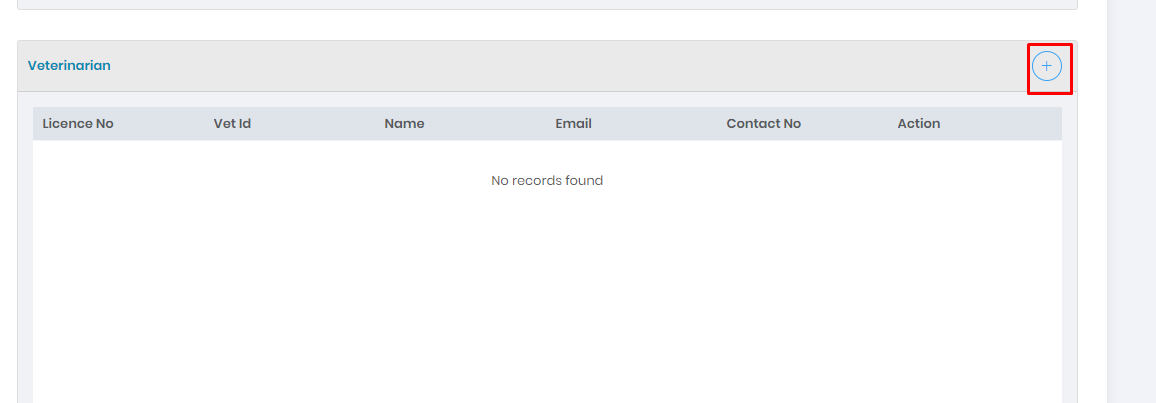 Veterinarian
+
Licence No Vet Id Name Email Contact No Action
No records found